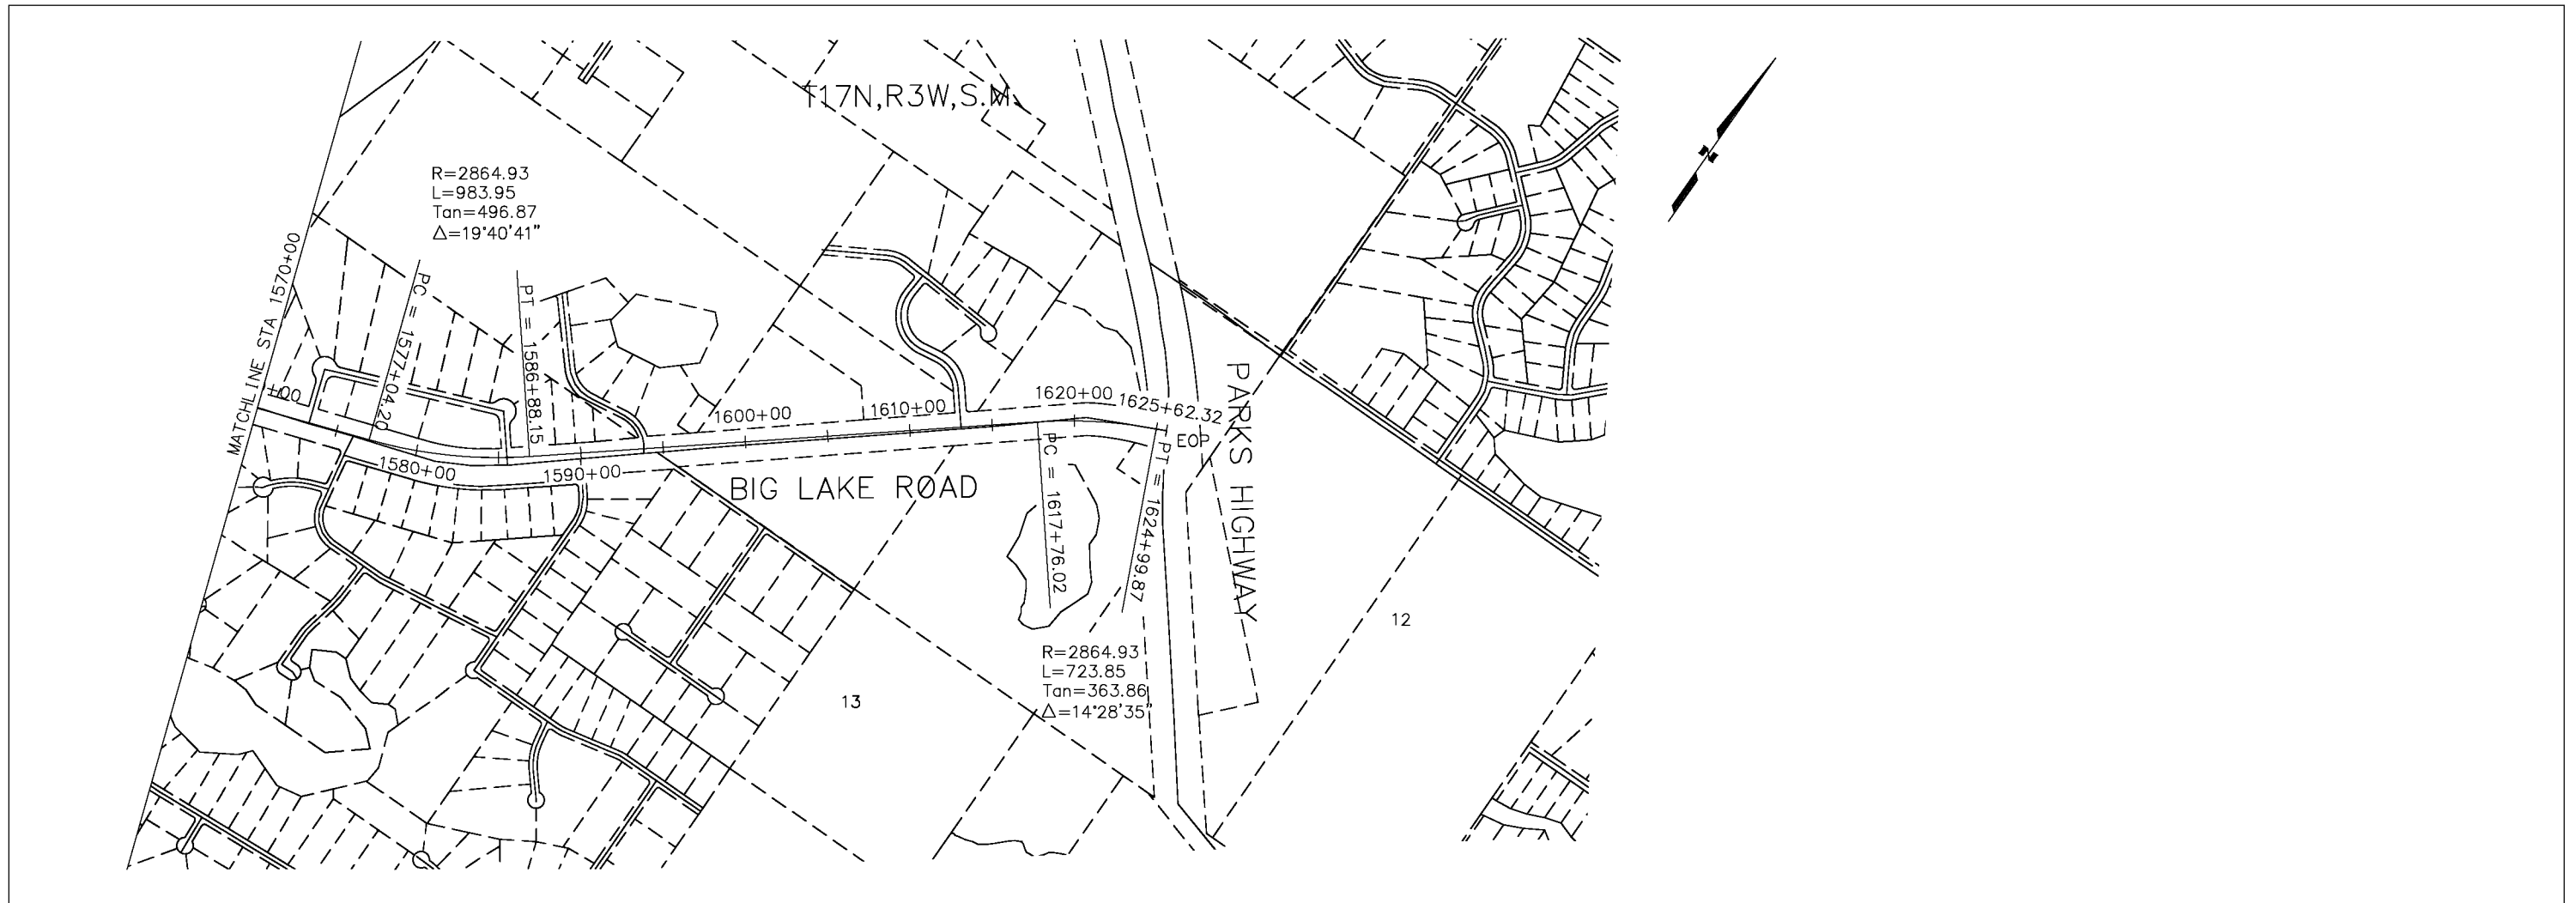 T17N,R3W,S.M.
N
R=2864.93
L=983.95
Tan=496.87
Δ=19°40'41"
MATCHLINE STA 1570+00
PC = 1577+04.20
PT = 1586+88.15
+00
1580+00
1590+00
1600+00
1610+00
1620+00
1625+62.32
EOP
BIG LAKE ROAD
PARKS HIGHWAY
PC = 1617+76.02
PT = 1624+99.87
R=2864.93
L=723.85
Tan=363.86
Δ=14°28'35"
12
13